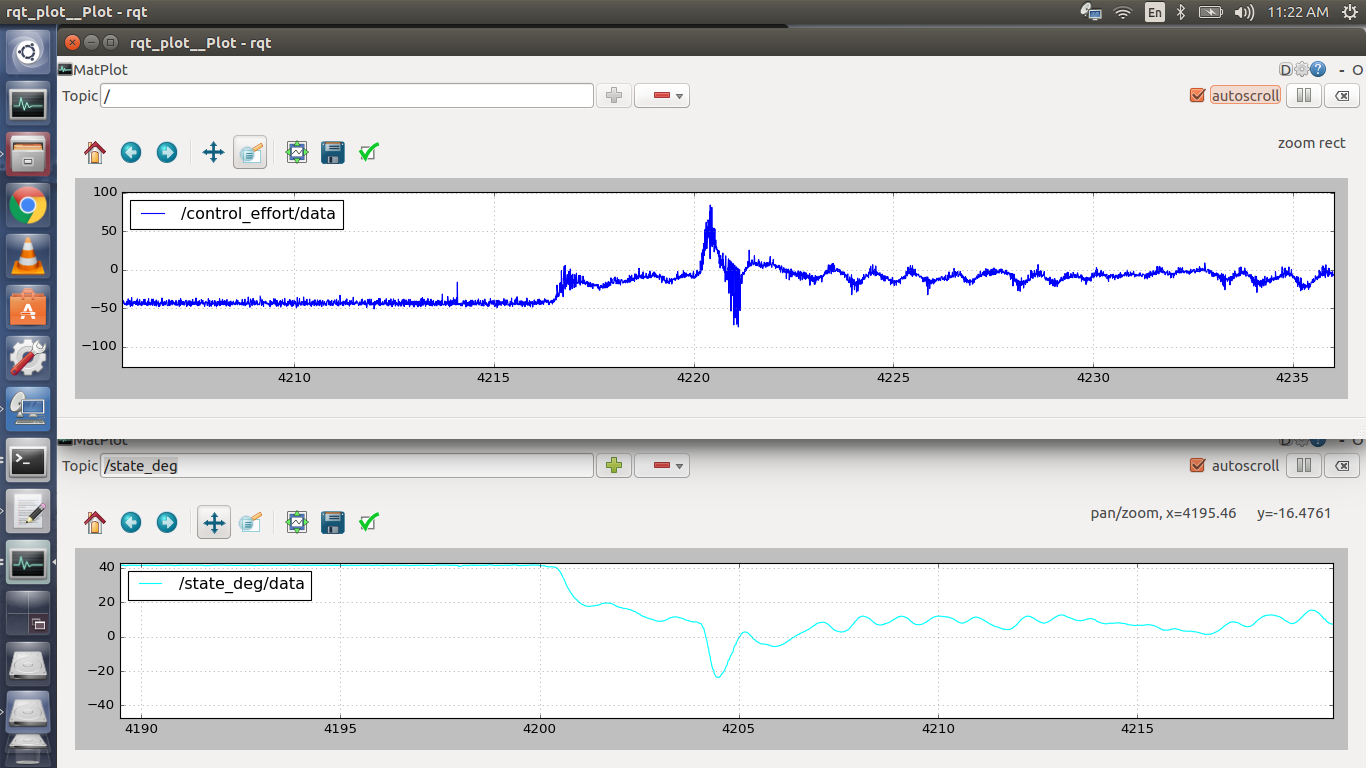 rqt_plot__Plot - rqt
En
11:22 AM
rqt_plot__Plot - rqt
MatPlot
D
- O
Topic /
autoscroll
zoom rect
/control_effort/data
100
50
0
−50
−100
4210 4215 4220 4225 4230 4235
MatPlot
D
- O
Topic /state_deg
autoscroll
pan/zoom, x=4195.46 y=-16.4761
/state_deg/data
40
20
0
−20
−40
4190 4195 4200 4205 4210 4215